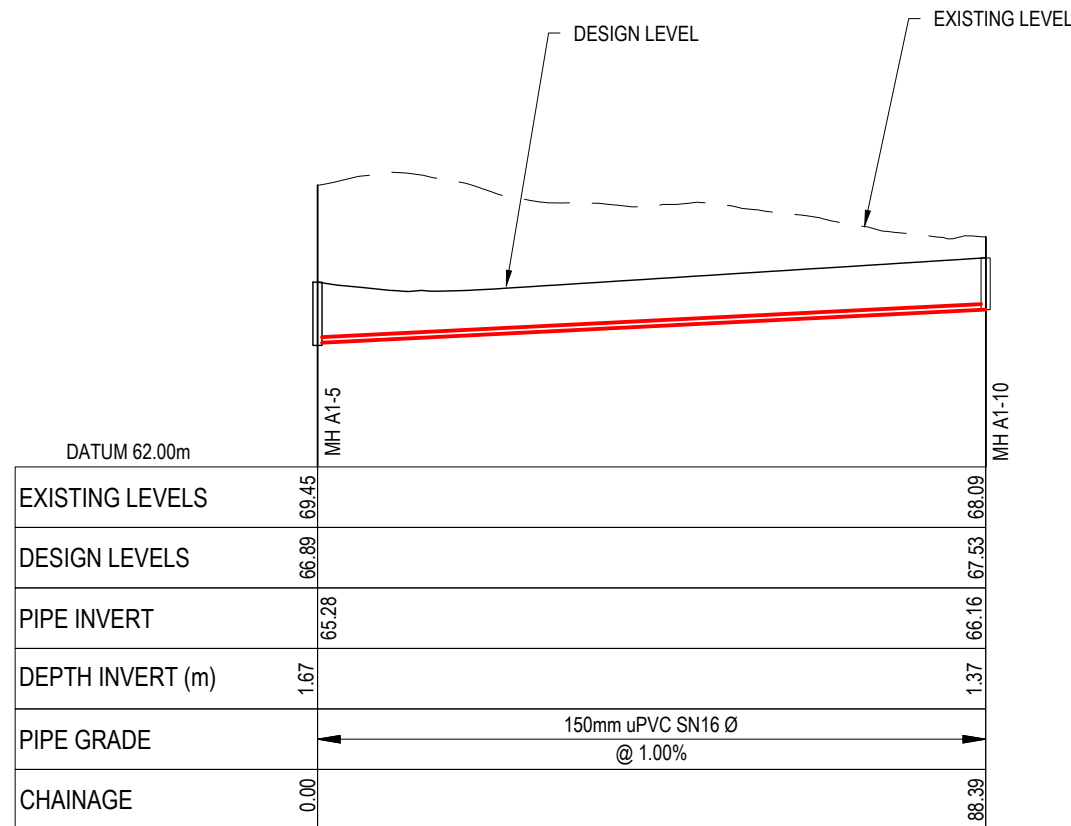 EXISTING LEVEL
DESIGN LEVEL
MH A1-5
MH A1-10
DATUM 62.00m
EXISTING LEVELS 69.45 68.09
DESIGN LEVELS 66.89 67.53
PIPE INVERT 65.28 66.16
DEPTH INVERT (m) 1.67 1.37
PIPE GRADE 150mm uPVC SN16 Ø
@ 1.00%
CHAINAGE 0.00 88.39